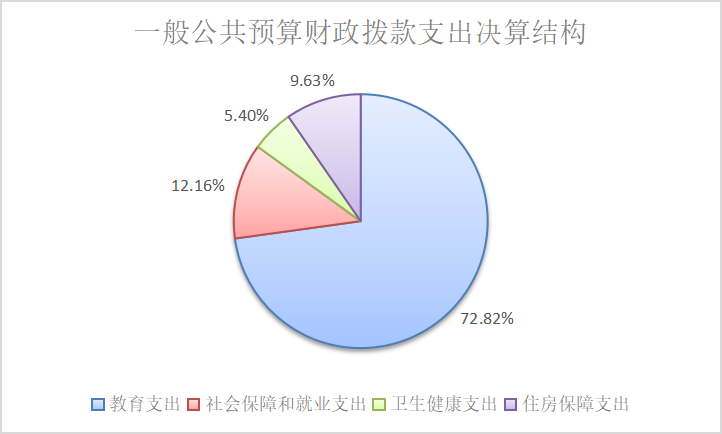 一般公共预算财政拨款支出决算结构
9.63%
5.40%
12.16%
72.82%
教育支出 社会保障和就业支出 卫生健康支出 住房保障支出